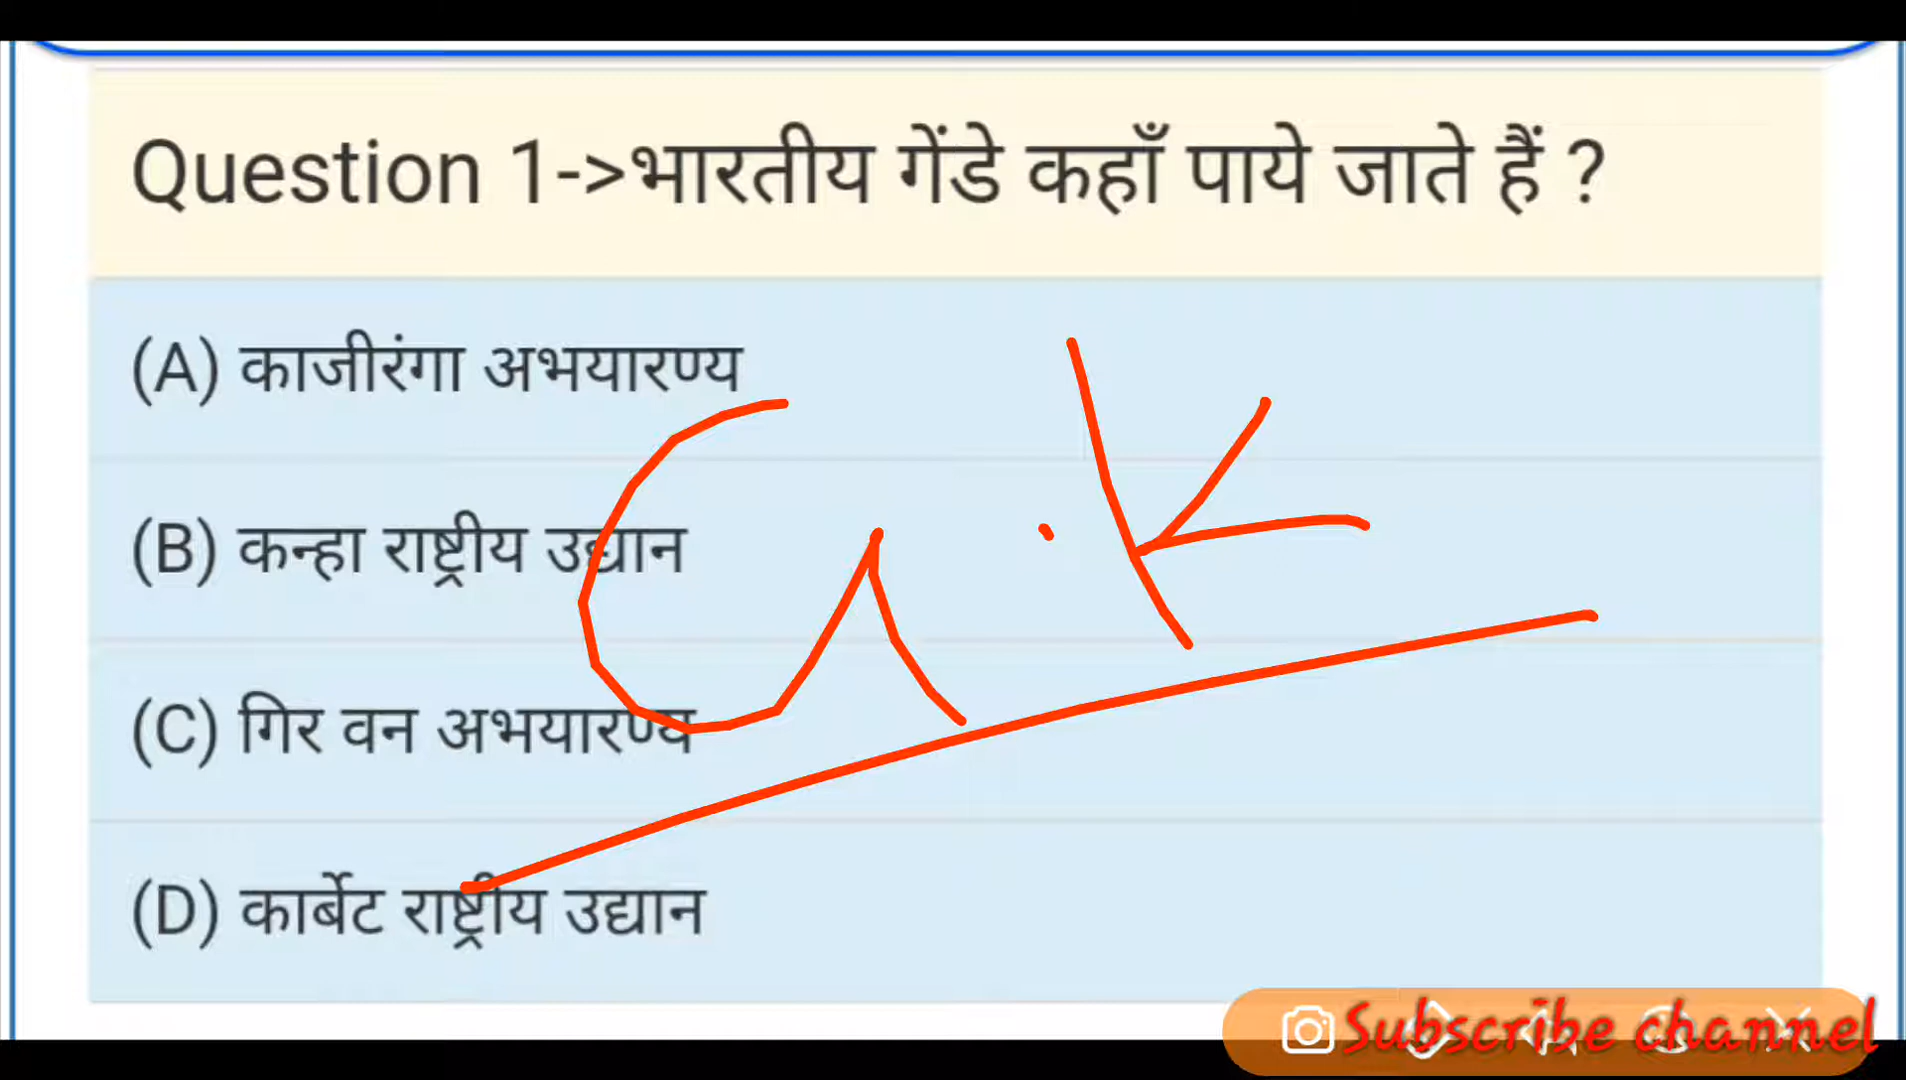 Question 1->भारतीय गेंडे कहाँ पाये जाते हैं ?
(A) काजीरंगा अभयारण्य
(B) कन्हा राष्ट्रीय उद्यान
(C) गिर वन अभयारण्य
(D) कार्बेट राष्ट्रीय उद्यान
Subscribe channel